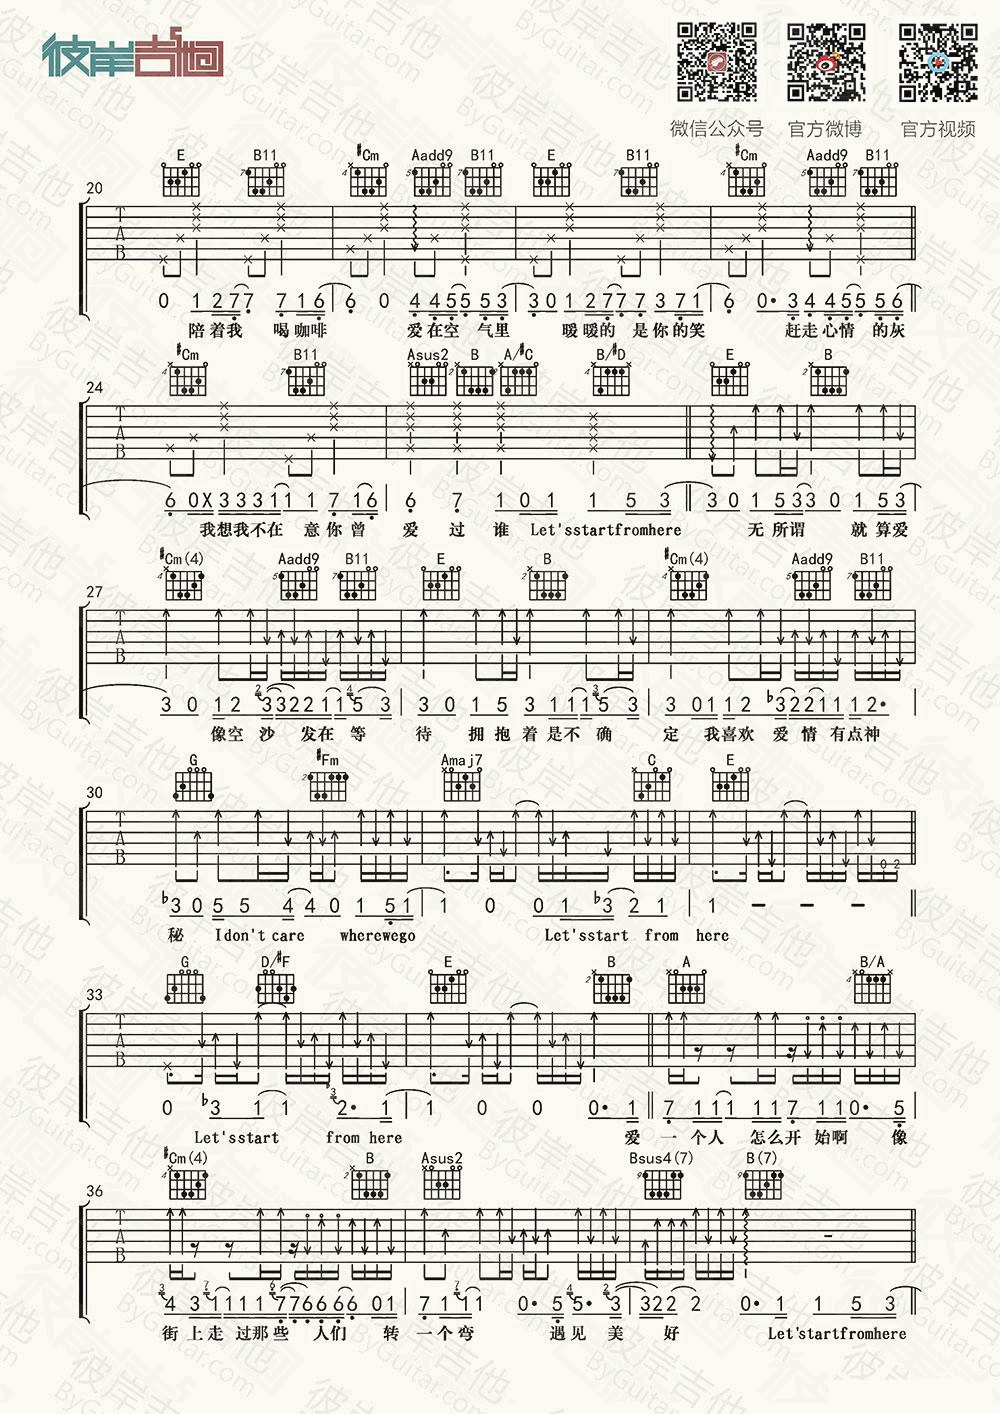 彼岸吉他
微信公众号 官方微博 官方视频
E B11 #Cm Aadd9 B11 E B11 #Cm Aadd9 B11
20
T A B
0 1 2 7 7 7 1 6 6 0 4 4 5 5 5 3 3 0 1 2 7 7 7 3 7 1 6 0· 3 4 4 5 5 5 6
陪着我 喝咖啡 爱在空 气里 暖暖的 是你的笑 赶走心情 的灰
#Cm B11 Asus2 B A/#C B/#D E B
24
T A B
6 0 X 3 3 3 1 1 1 7 1 6 6 7 1 0 1 1 5 3 3 0 1 5 3 3 0 1 5 3
我想我不在 意你曾 爱 过 谁 Let'sstartfromhere 无所谓 就算爱
#Cm(4) Aadd9 B11 E B #Cm(4) Aadd9 B11
27
T A B
3 0 1 2 3 3 2 2 1 1 5 3 3 0 1 5 3 1 1 1 5 3 3 0 1 1 2 b3 2 2 1 1 2·
像空 沙 发在 等 待 拥抱着是不 确 定 我喜欢 爱情有点神
G #Fm Amaj7 C E
30
T A B
0 2
b3 0 5 5 4 4 0 1 5 1 1 0 0 0 1 b3 2 1 1 – – –
秘 Idon't care wherewego Let'sstart from here
G D/#F E B A B/A
33
T A B
0 b3 1 1 2· 1 1 0 0 0· 1 7 1 1 1 1 1 7 1 1 0· 5
Let'sstart from here 爱 一个人 怎么开 始啊 像
#Cm(4) B Asus2 Bsus4(7) B(7)
36
T A B
4 3 1 1 1 1 7 7 6 6 6 6 0 1 7 1 1 1 0· 5 5· 3 3 2 2 2 0· 1 1 5 3
街上走 过那些 人们 转 一个弯 遇见 美 好 Let'startfromhere